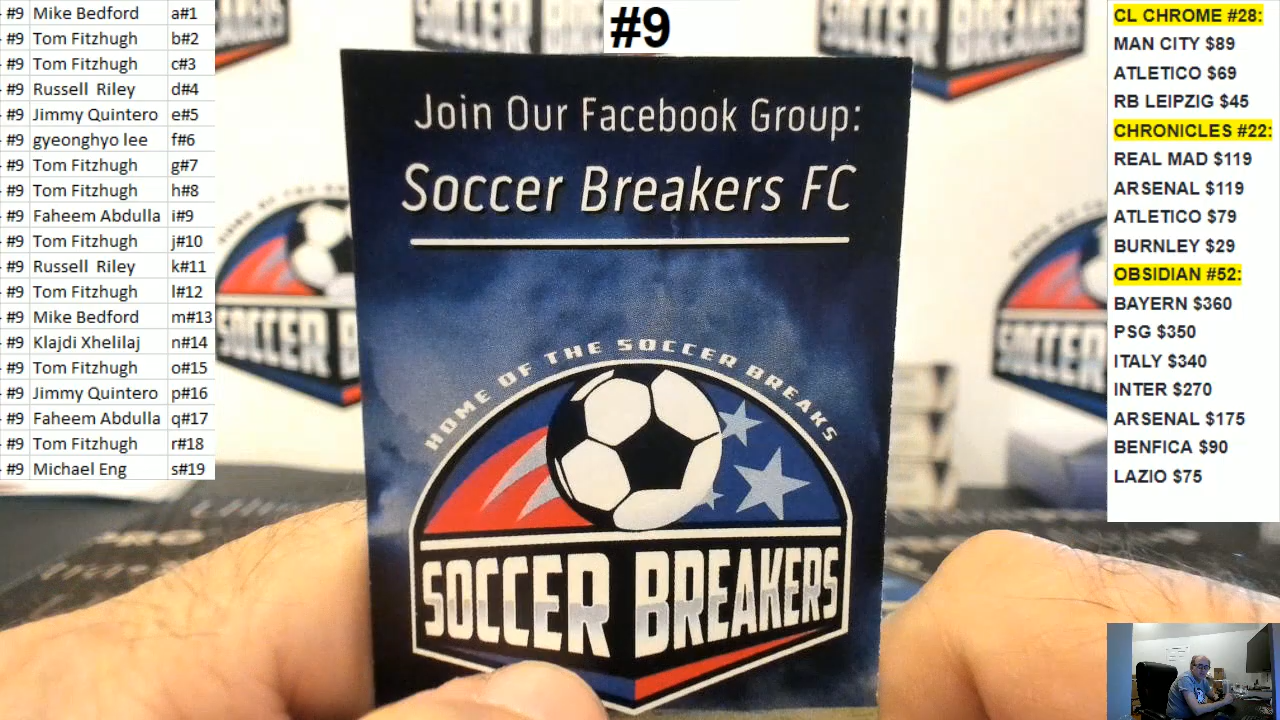 #9 Mike Bedford a#1
#9 Tom Fitzhugh b#2
#9 Tom Fitzhugh c#3
#9 Russell Riley d#4
#9 Jimmy Quintero e#5
#9 gyeonghyo lee f#6
#9 Tom Fitzhugh g#7
#9 Tom Fitzhugh h#8
#9 Faheem Abdulla i#9
#9 Tom Fitzhugh j#10
#9 Russell Riley k#11
#9 Tom Fitzhugh l#12
#9 Mike Bedford m#13
#9 Klajdi Xhelilaj n#14
#9 Tom Fitzhugh o#15
#9 Jimmy Quintero p#16
#9 Faheem Abdulla q#17
#9 Tom Fitzhugh r#18
#9 Michael Eng s#19
#9
Join Our Facebook Group:
Soccer Breakers FC
HOME OF THE SOCCER BREAKS
SOCCER BREAKERS
CL CHROME #28:
MAN CITY $89
ATLETICO $69
RB LEIPZIG $45
CHRONICLES #22:
REAL MAD $119
ARSENAL $119
ATLETICO $79
BURNLEY $29
OBSIDIAN #52:
BAYERN $360
PSG $350
ITALY $340
INTER $270
ARSENAL $175
BENFICA $90
LAZIO $75